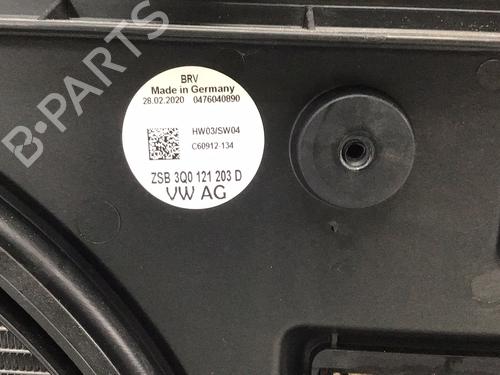 B-PARTS
BRV
Made in Germany
28.02.2020 0476040890
HW03/SW04
C60912-134
ZSB 3Q0 121 203 D
VW AG